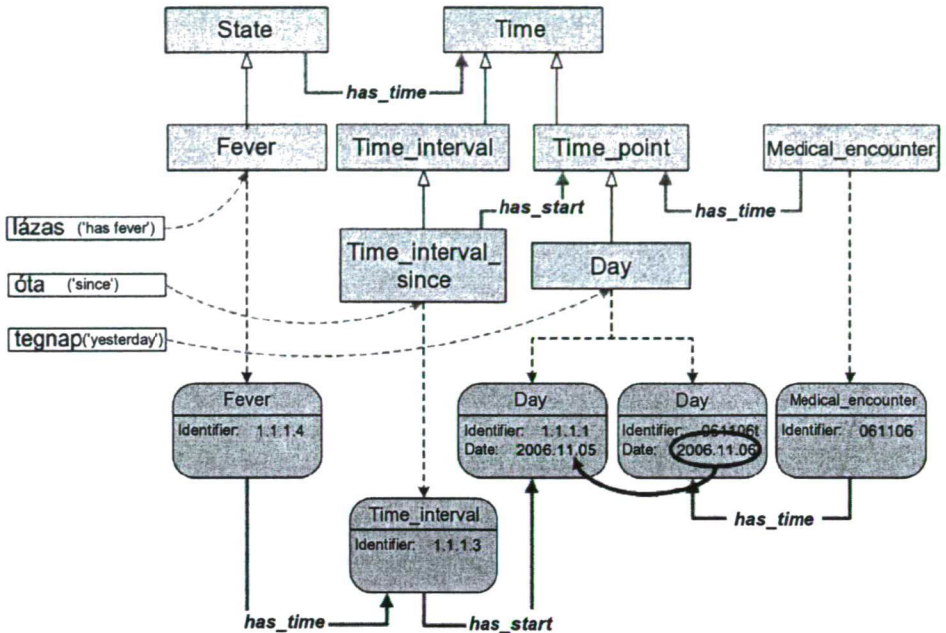 State
Time
has_time
Fever
Time_interval
Time_point
Medical_encounter
has_start
has_time
lázas ('has fever')
Time_interval_
since
Day
óta ('since')
tegnap('yesterday')
Fever
Identifier: 1.1.1.4
Day
Identifier: 1.1.1.1
Date: 2006.11.05
Day
Identifier: 061106t
Date: 2006.11.06
Medical_encounter
Identifier: 061106
Time_interval
Identifier: 1.1.1.3
has_time
has_time
has_start